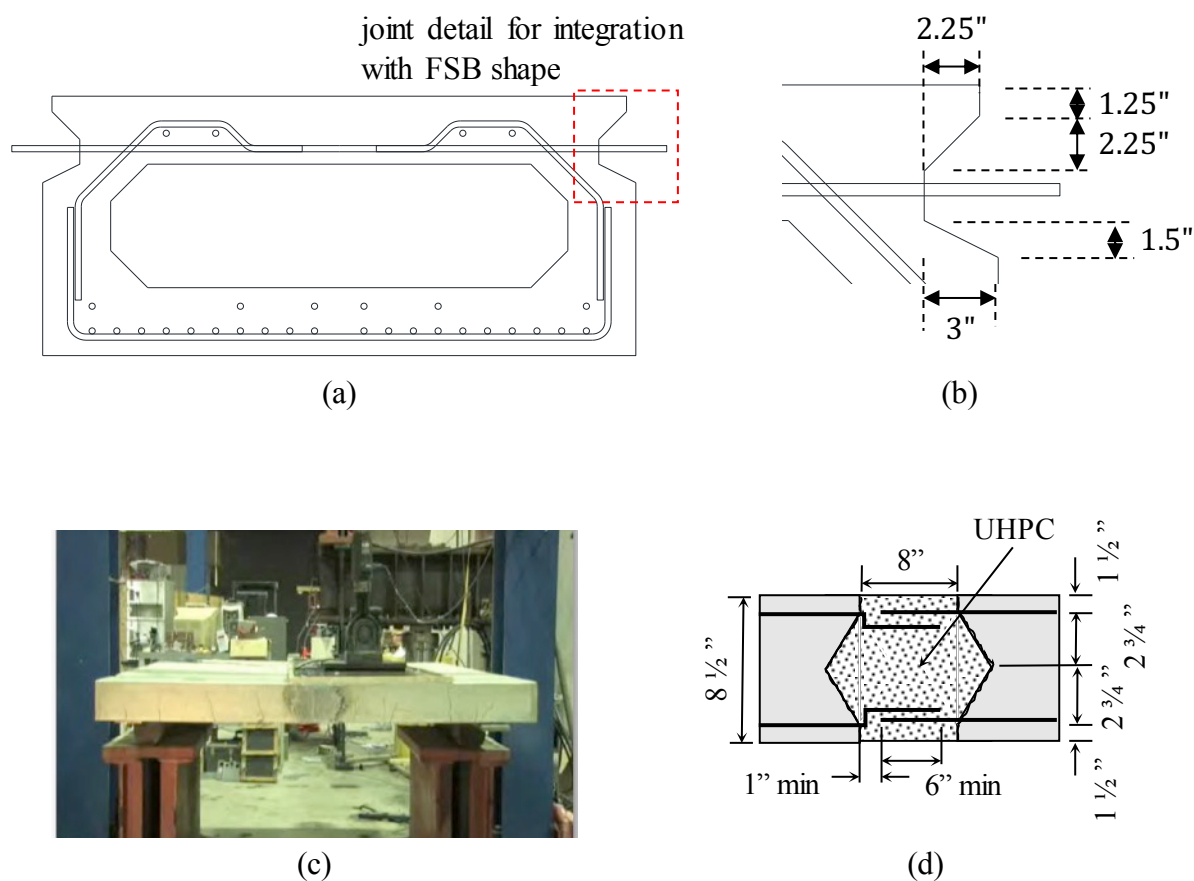 joint detail for integration
with FSB shape
2.25"
1.25"
2.25"
1.5"
3"
(a)
(b)
UHPC
8”
8 ½”
1 ½”
2 ¾”
2 ¾”
1 ½”
1” min
6” min
(c)
(d)